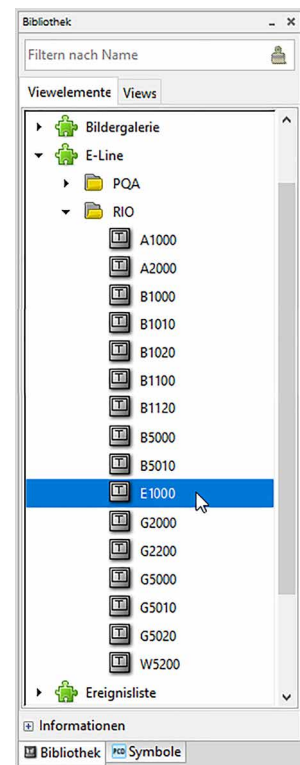 Bibliothek
Filtern nach Name
Viewelemente Views
Bildergalerie
E-Line
PQA
RIO
A1000
A2000
B1000
B1010
B1020
B1100
B1120
B5000
B5010
E1000
G2000
G2200
G5000
G5010
G5020
W5200
Ereignisliste
Informationen
Bibliothek PCD Symbole